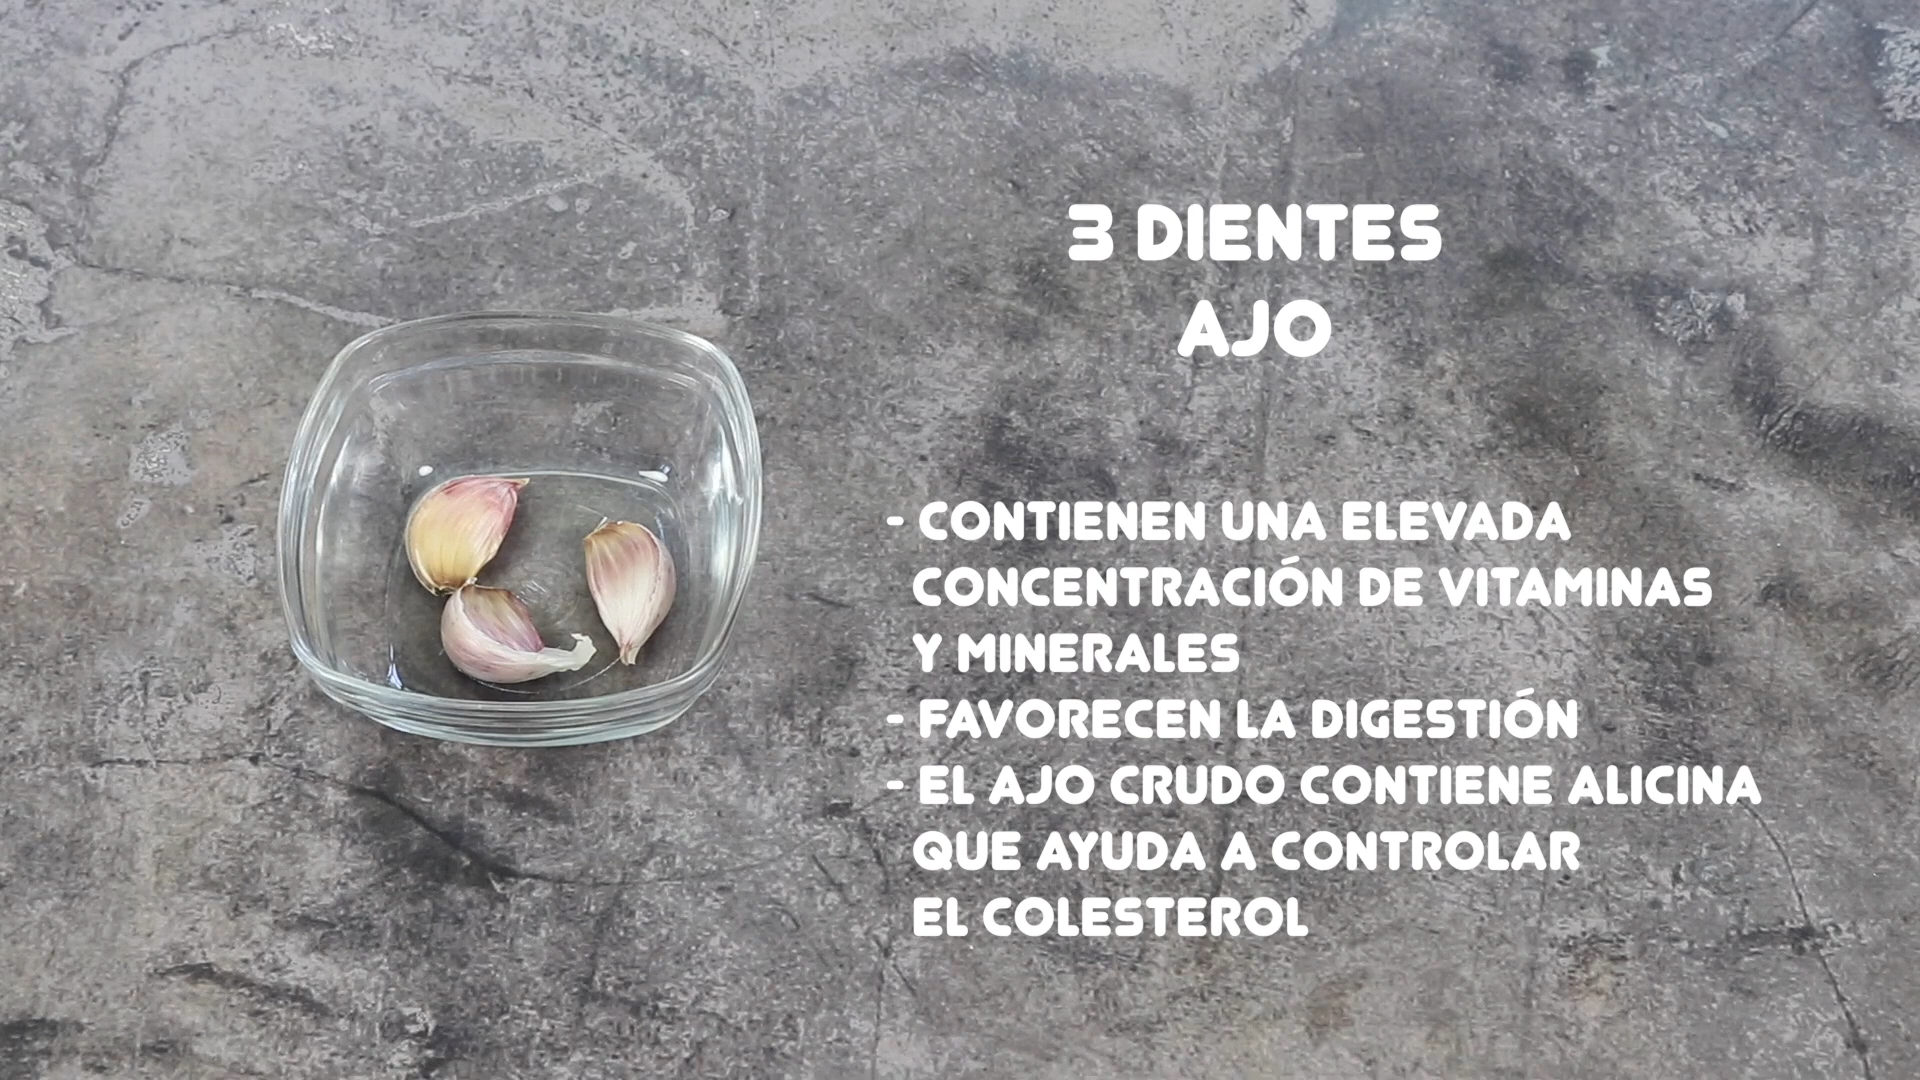 3 DIENTES
AJO
- CONTIENEN UNA ELEVADA
CONCENTRACIÓN DE VITAMINAS
Y MINERALES
- FAVORECEN LA DIGESTIÓN
- EL AJO CRUDO CONTIENE ALICINA
QUE AYUDA A CONTROLAR
EL COLESTEROL